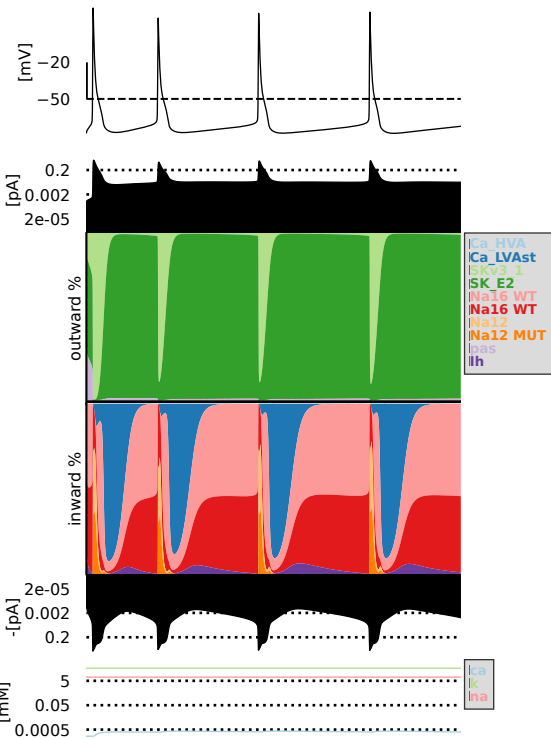 [mV]
−20
−50
[pA]
0.2
0.002
2e-05
outward %
Ca_HVA
Ca_LVAst
SKv3_1
SK_E2
Na16 WT
Na16 WT
Na12
Na12 MUT
pas
Ih
inward %
-[pA]
2e-05
0.002
0.2
[mM]
5
0.05
0.0005
ca
k
na